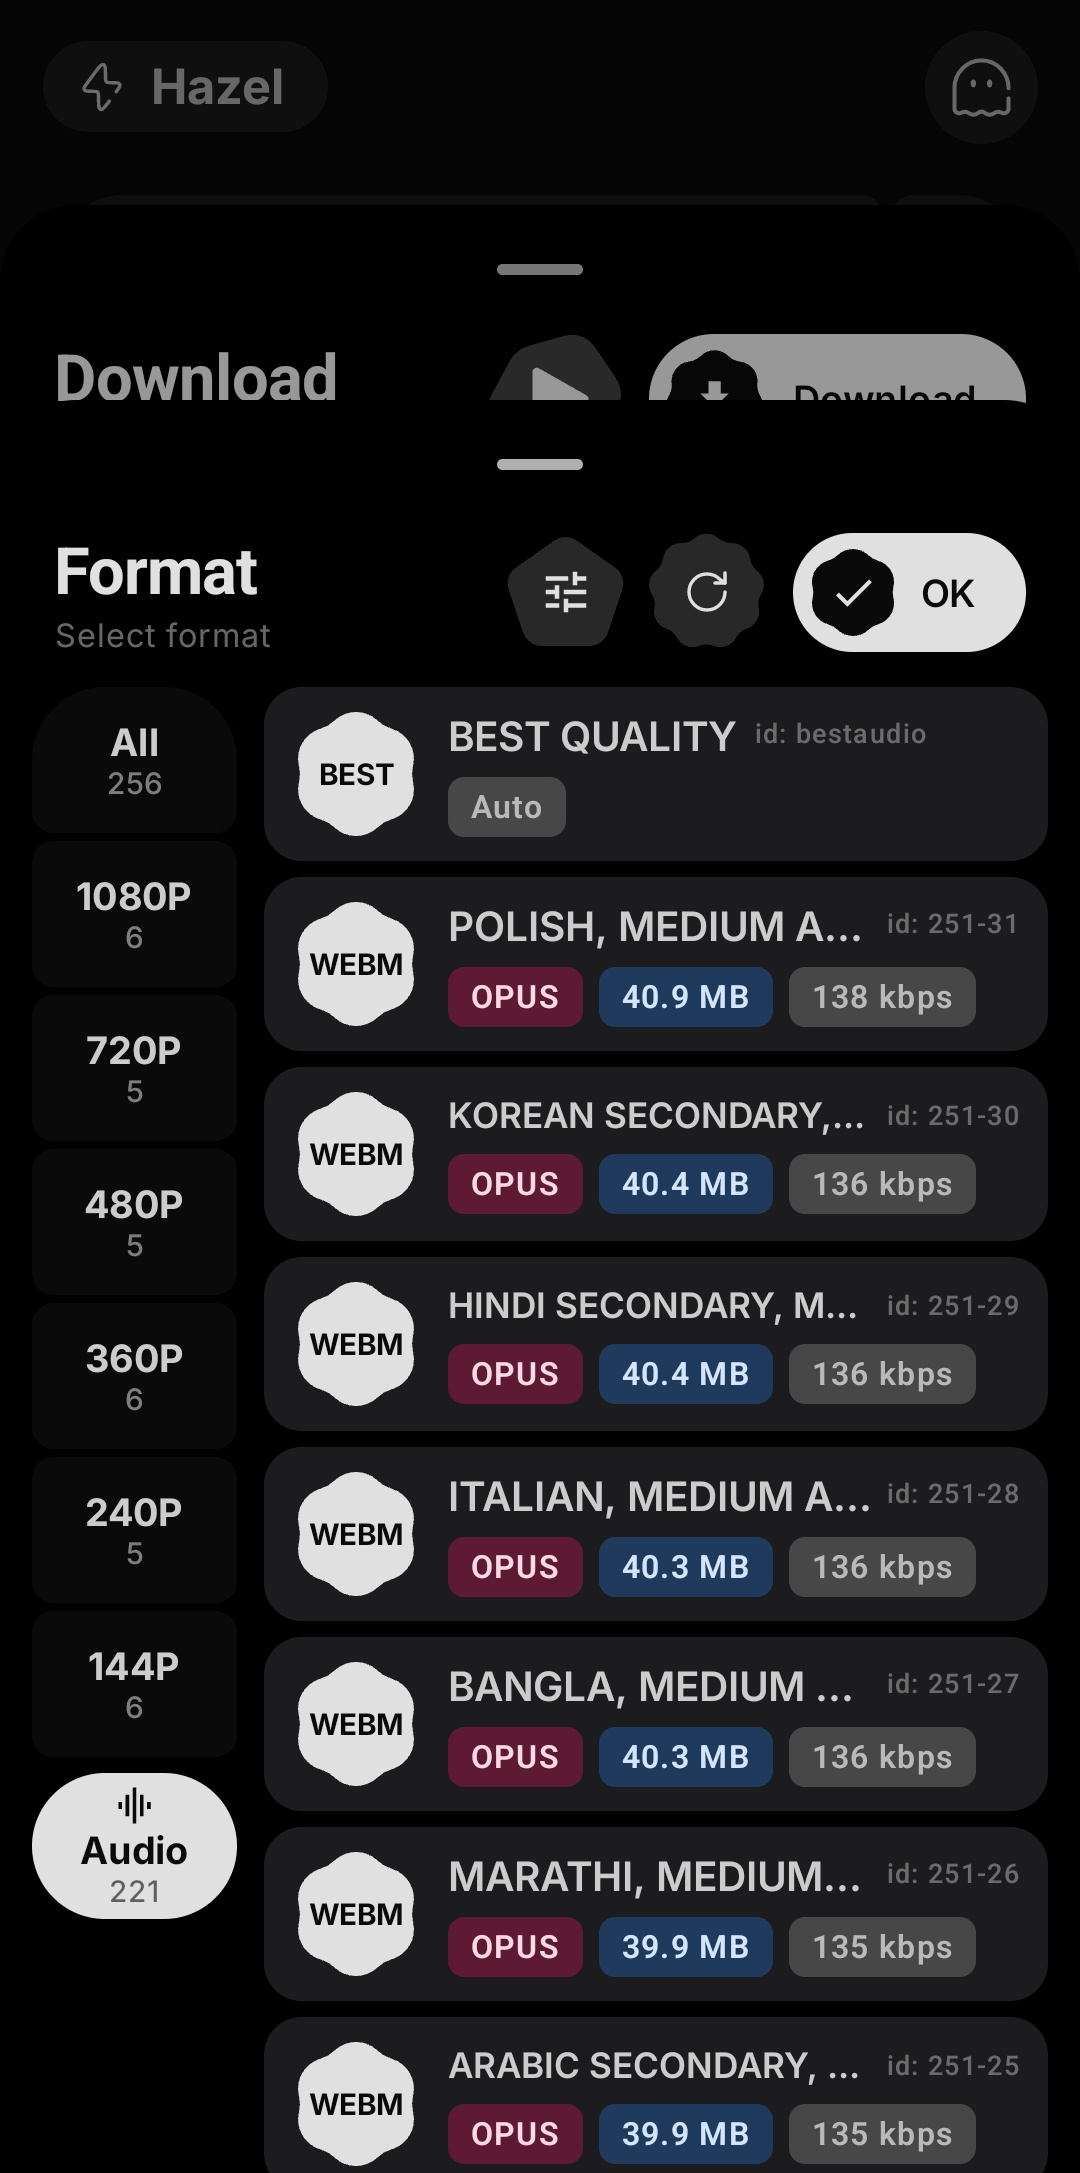 Hazel
Download
Download
Format
Select format
OK
All
256
1080P
6
720P
5
480P
5
360P
6
240P
5
144P
6
Audio
221
BEST
BEST QUALITY id: bestaudio
Auto
WEBM
POLISH, MEDIUM A... id: 251-31
OPUS 40.9 MB 138 kbps
WEBM
KOREAN SECONDARY,... id: 251-30
OPUS 40.4 MB 136 kbps
WEBM
HINDI SECONDARY, M... id: 251-29
OPUS 40.4 MB 136 kbps
WEBM
ITALIAN, MEDIUM A... id: 251-28
OPUS 40.3 MB 136 kbps
WEBM
BANGLA, MEDIUM ... id: 251-27
OPUS 40.3 MB 136 kbps
WEBM
MARATHI, MEDIUM... id: 251-26
OPUS 39.9 MB 135 kbps
WEBM
ARABIC SECONDARY, ... id: 251-25
OPUS 39.9 MB 135 kbps